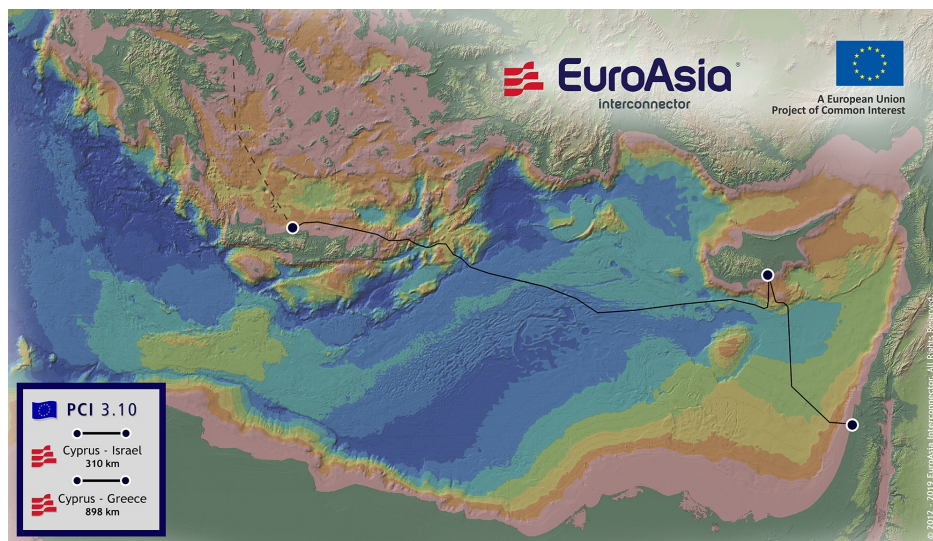 EuroAsia®
interconnector
A European Union
Project of Common Interest
PCI 3.10
Cyprus - Israel
310 km
Cyprus - Greece
898 km
© 2012 - 2019 EuroAsia Interconnector. All Rights Reserved.